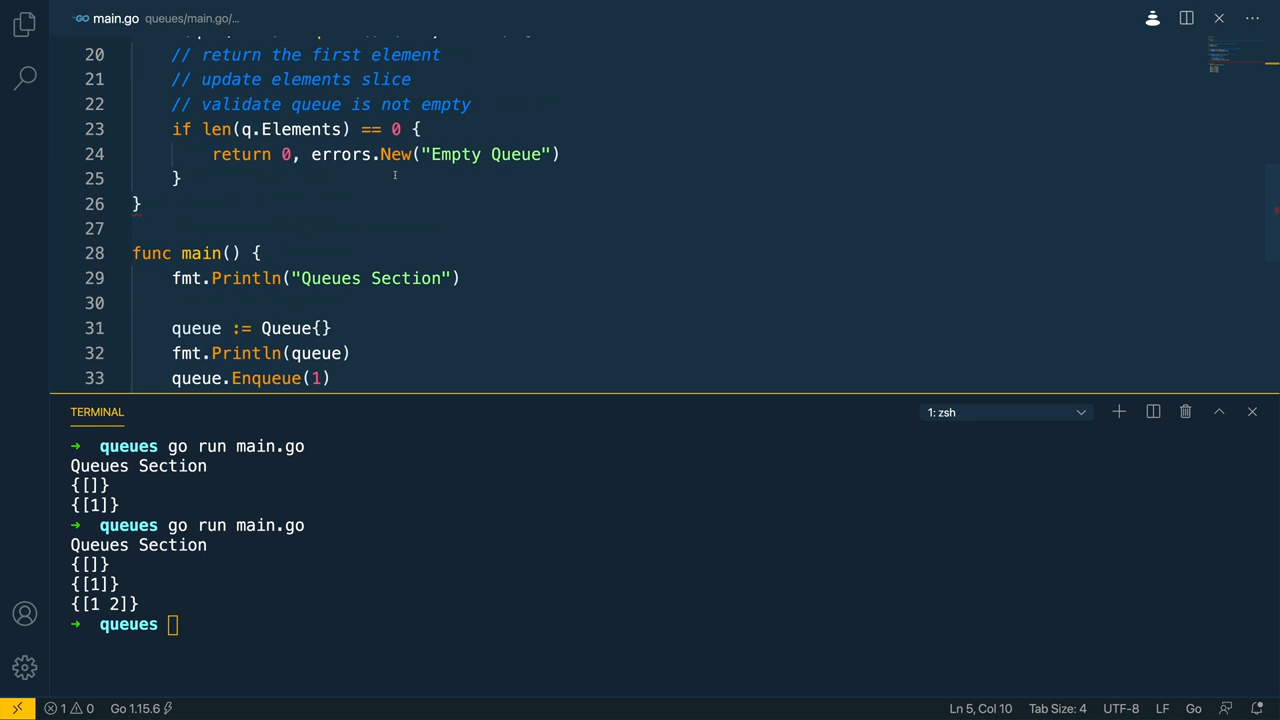 GO main.go queues/main.go/...
20 // return the first element
21 // update elements slice
22 // validate queue is not empty
23 if len(q.Elements) == 0 {
24 return 0, errors.New("Empty Queue")
25 }
26 }
27
28 func main() {
29 fmt.Println("Queues Section")
30
31 queue := Queue{}
32 fmt.Println(queue)
33 queue.Enqueue(1)
TERMINAL
1: zsh
→ queues go run main.go
Queues Section
{[]}
{[1]}
→ queues go run main.go
Queues Section
{[]}
{[1]}
{[1 2]}
→ queues
1 0 Go 1.15.6 Ln 5, Col 10 Tab Size: 4 UTF-8 LF Go